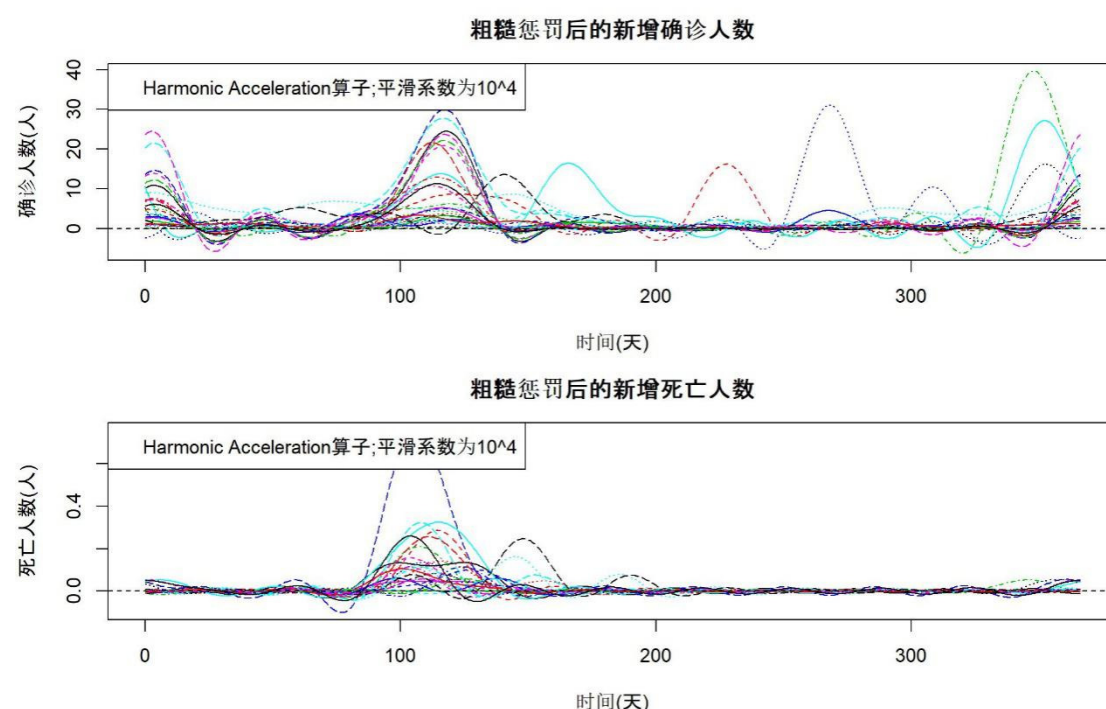 粗糙惩罚后的新增确诊人数
Harmonic Acceleration算子;平滑系数为10^4
确诊人数(人)
40
30
20
10
0
0 100 200 300
时间(天)
粗糙惩罚后的新增死亡人数
Harmonic Acceleration算子;平滑系数为10^4
死亡人数(人)
0.4
0.0
0 100 200 300
时间(天)